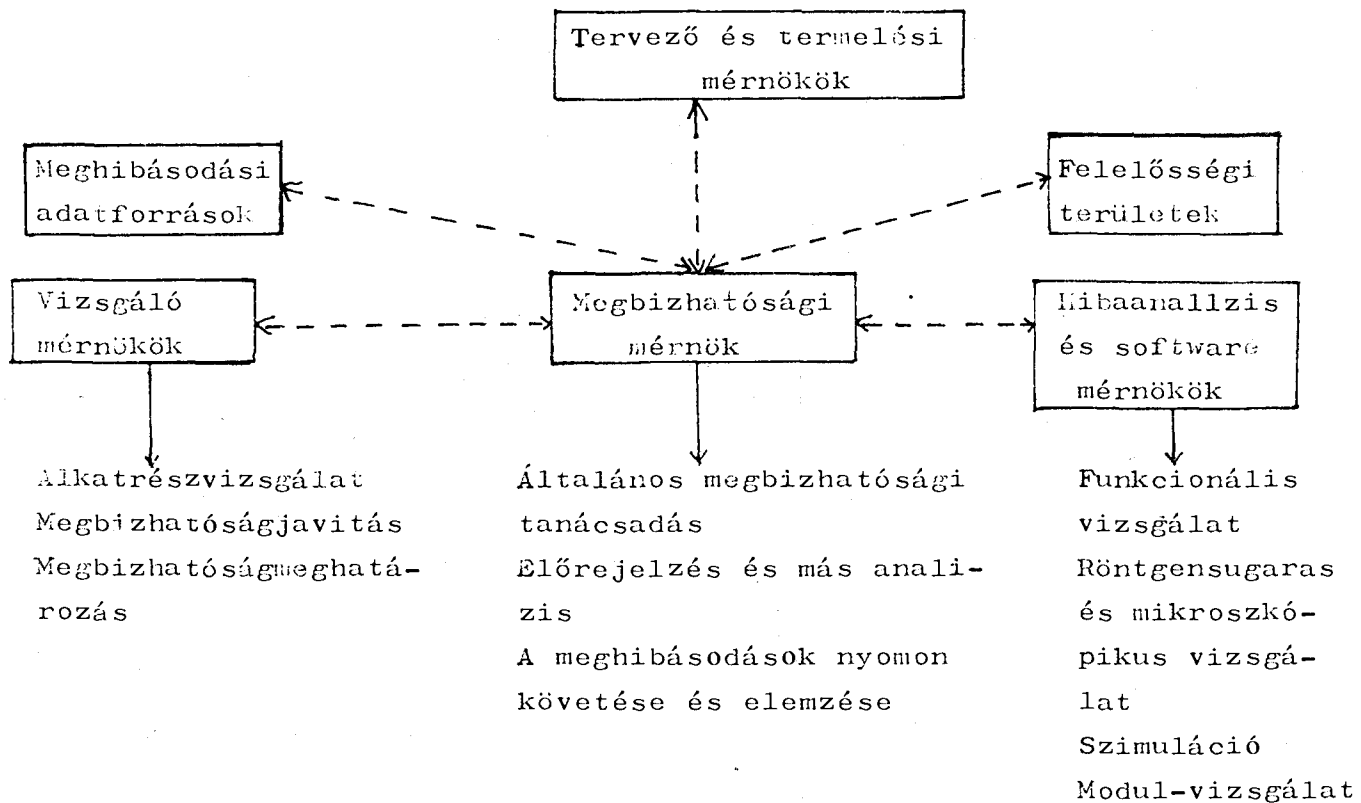 Tervező és termelési
mérnökök
Meghibásodási
adatforrások
Felelősségi
területek
Vizsgáló
mérnökök
Megbizhatósági
mérnök
Hibaanallzis
és software
mérnökök
Alkatrészvizsgálat
Megbizhatóságjavitás
Megbizhatóságmeghatá-
rozás
Általános megbizhatósági
tanácsadás
Előrejelzés és más anali-
zis
A meghibásodások nyomon
követése és elemzése
Funkcionális
vizsgálat
Röntgensugaras
és mikroszkó-
pikus vizsgá-
lat
Szimuláció
Modul-vizsgálat